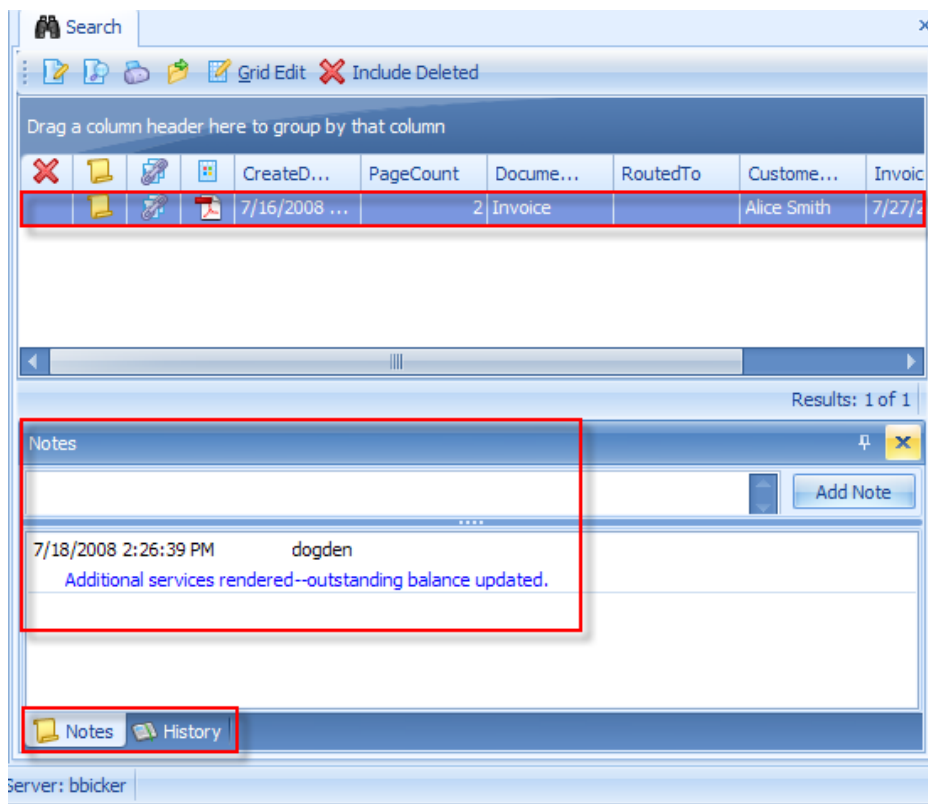 Search
Grid Edit Include Deleted
Drag a column header here to group by that column
CreateD... PageCount Docume... RoutedTo Custome... Invoic
7/16/2008 ... 2 Invoice Alice Smith 7/27/2
Results: 1 of 1
Notes
Add Note
7/18/2008 2:26:39 PM dogden
Additional services rendered--outstanding balance updated.
Notes History
Server: bbicker